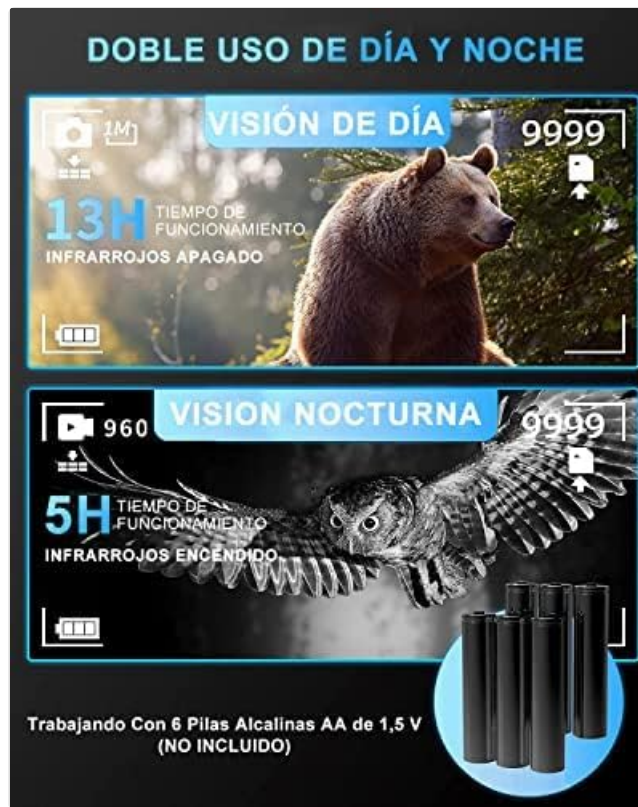 DOBLE USO DE DÍA Y NOCHE
VISIÓN DE DÍA
1M
9999
13H TIEMPO DE
FUNCIONAMIENTO
INFRARROJOS APAGADO
VISION NOCTURNA
960
9999
5H TIEMPO DE
FUNCIONAMIENTO
INFRARROJOS ENCENDIDO
Trabajando Con 6 Pilas Alcalinas AA de 1,5 V
(NO INCLUIDO)